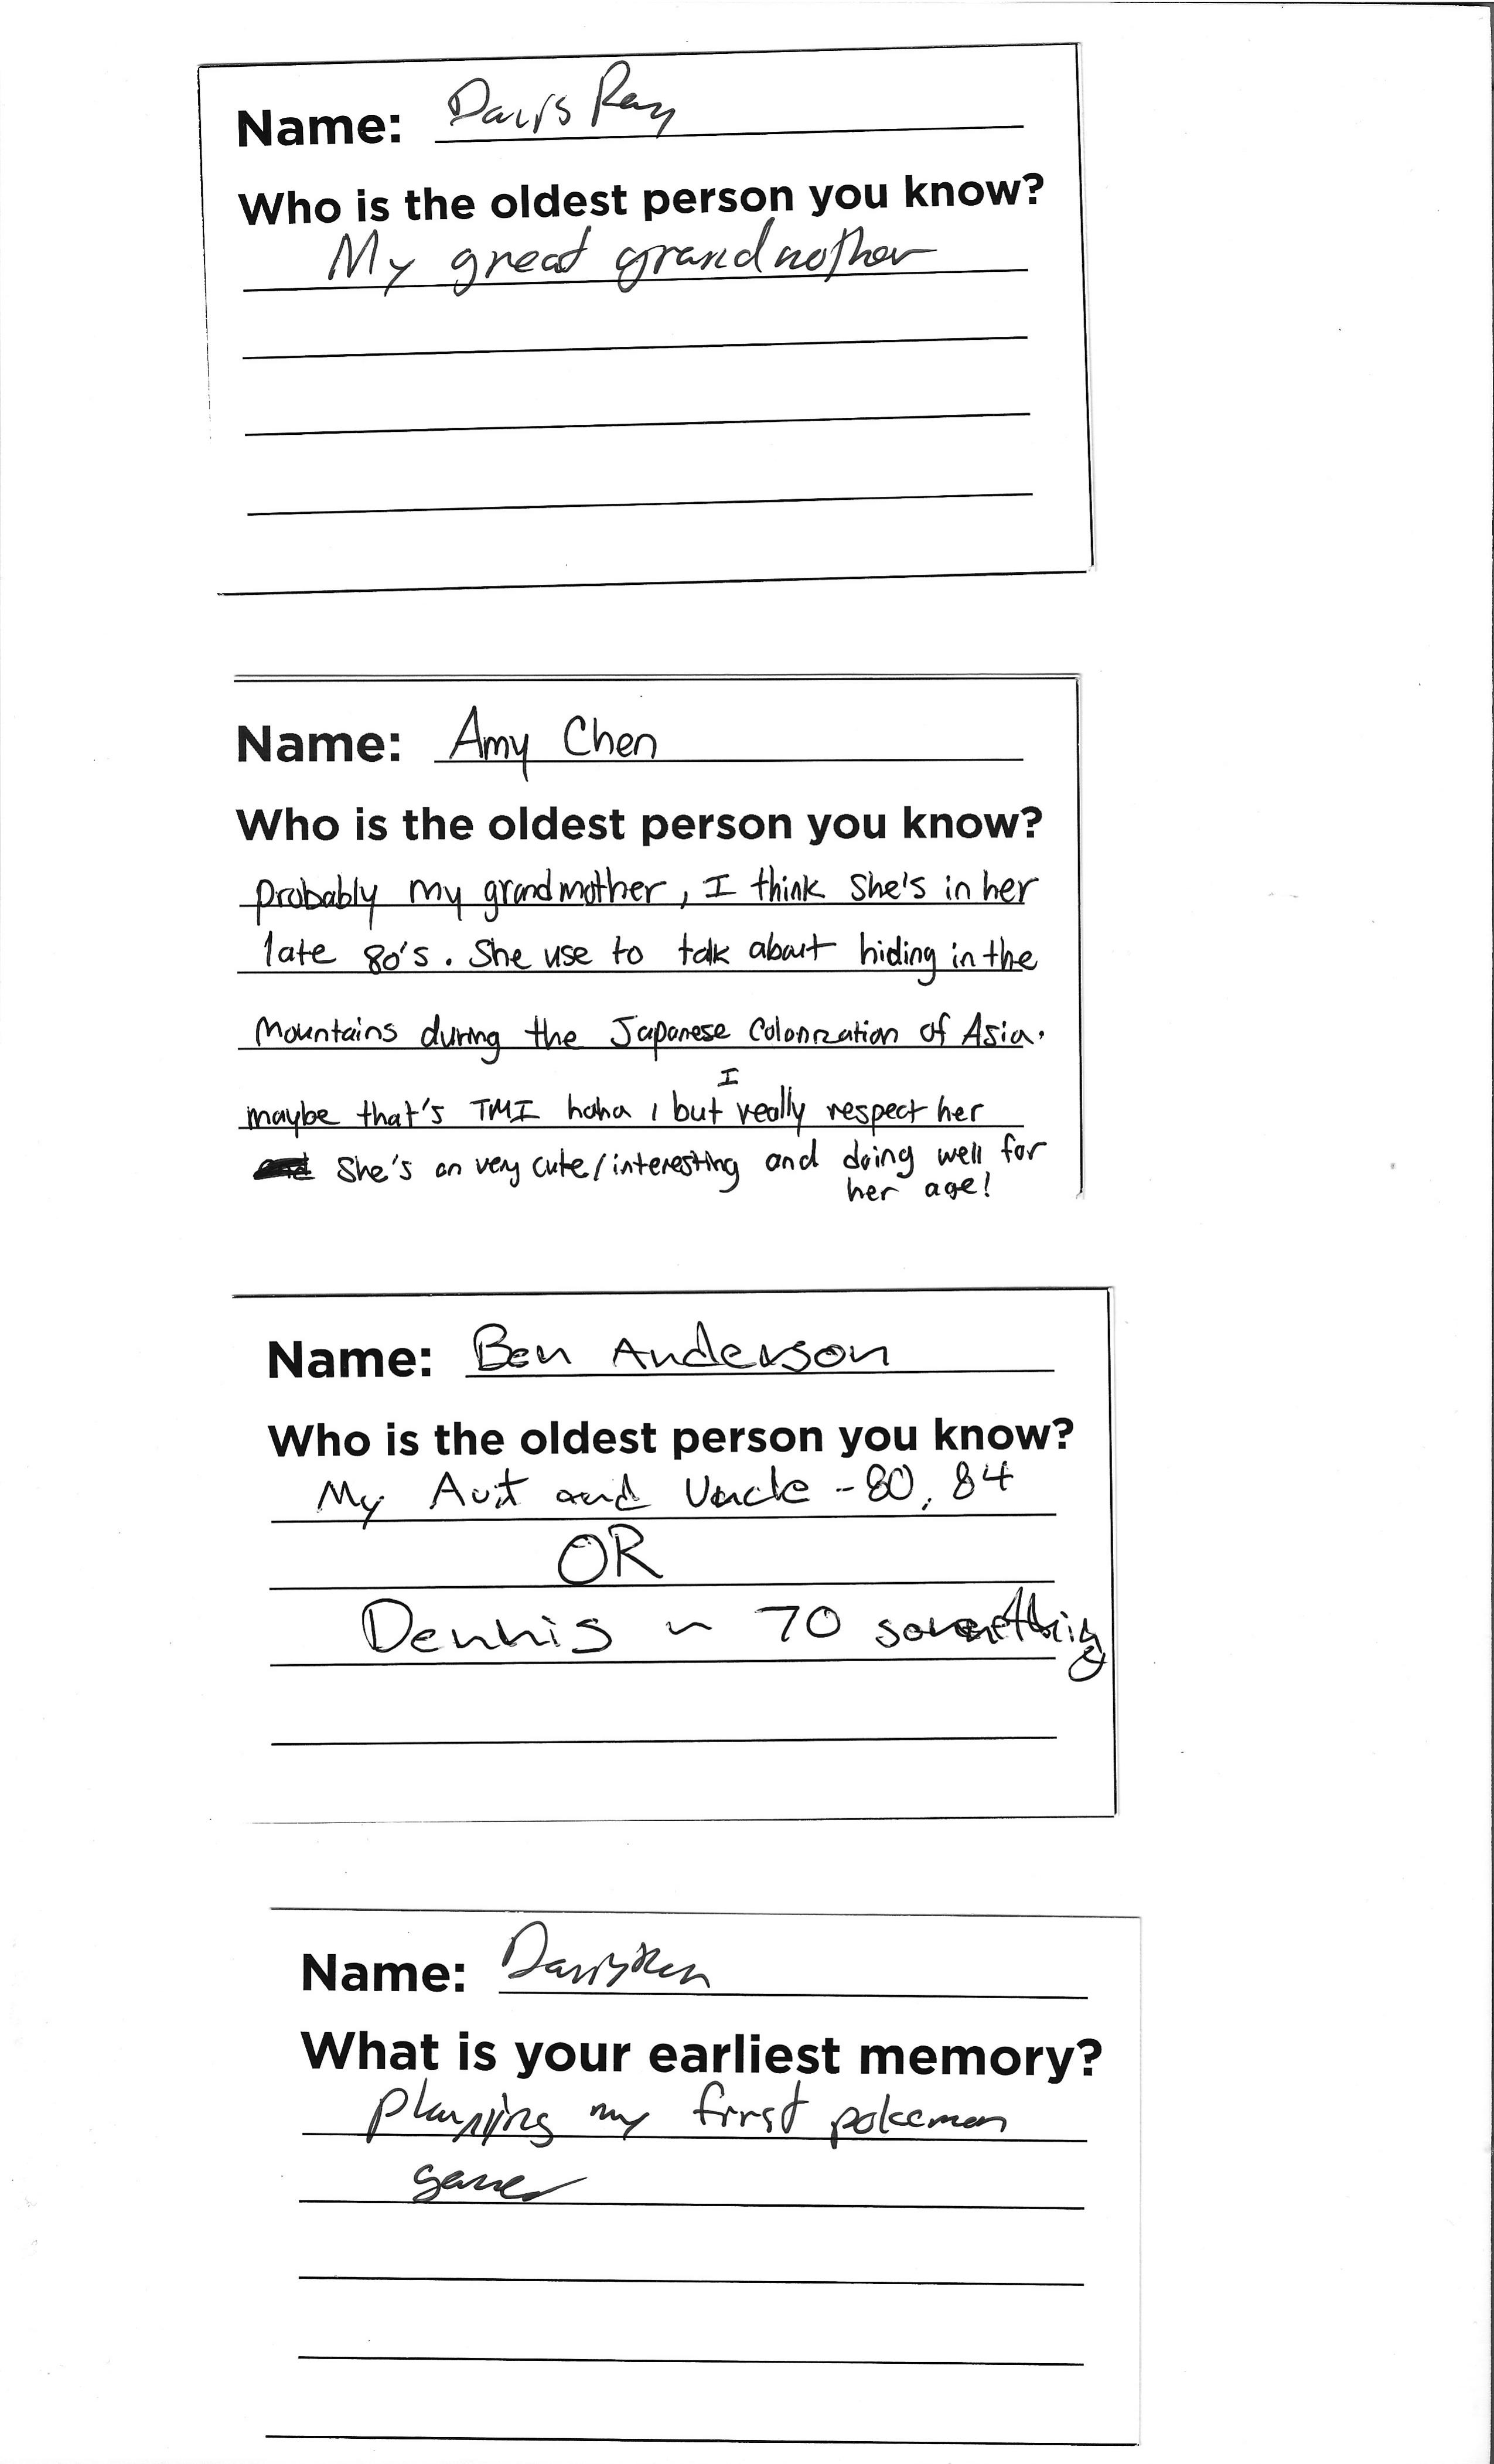 Name: Davis Ray
Who is the oldest person you know?
My great grandmother
Name: Amy Chen
Who is the oldest person you know?
probably my grandmother, I think she's in her
late 80's. She use to talk about hiding in the
Mountains during the Japanese Colonization of Asia.
maybe that's TMI haha, but I really respect her
She's an very cute/interesting and doing well for
her age!
Name: Ben Anderson
Who is the oldest person you know?
My Aut and Uncle - 80, 84
OR
Dennis ~ 70 something
Name: Davis
What is your earliest memory?
playying my first pokemon
game